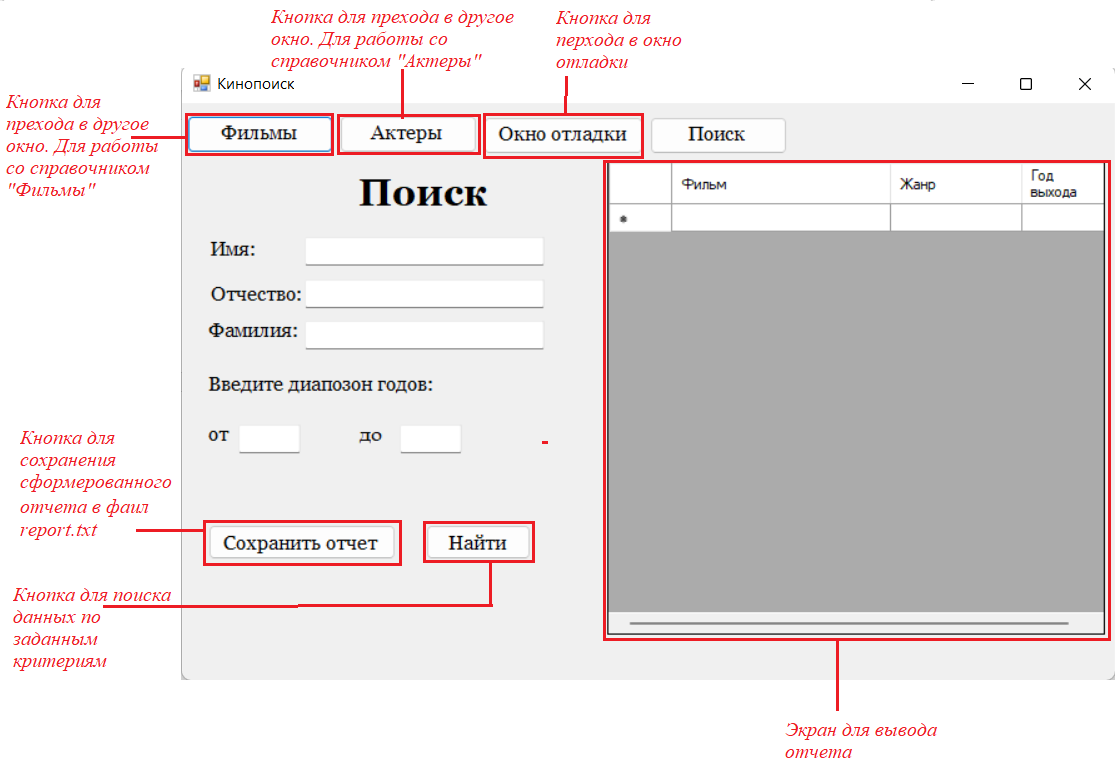 Кнопка для прехода в другое
окно. Для работы со
справочником "Актеры"
Кнопка для
перхода в окно
отладки
Кинопоиск
Кнопка для
прехода в другое
окно. Для работы
со справочником
"Фильмы"
Фильмы
Актеры
Окно отладки
Поиск
Поиск
Фильм
Жанр
Год
выхода
Имя:
Отчество:
Фамилия:
Введите диапозон годов:
от
до
Кнопка для
сохранения
сформерованного
отчета в фаил
report.txt
Сохранить отчет
Найти
Кнопка для поиска
данных по
заданным
критериям
Экран для вывода
отчета